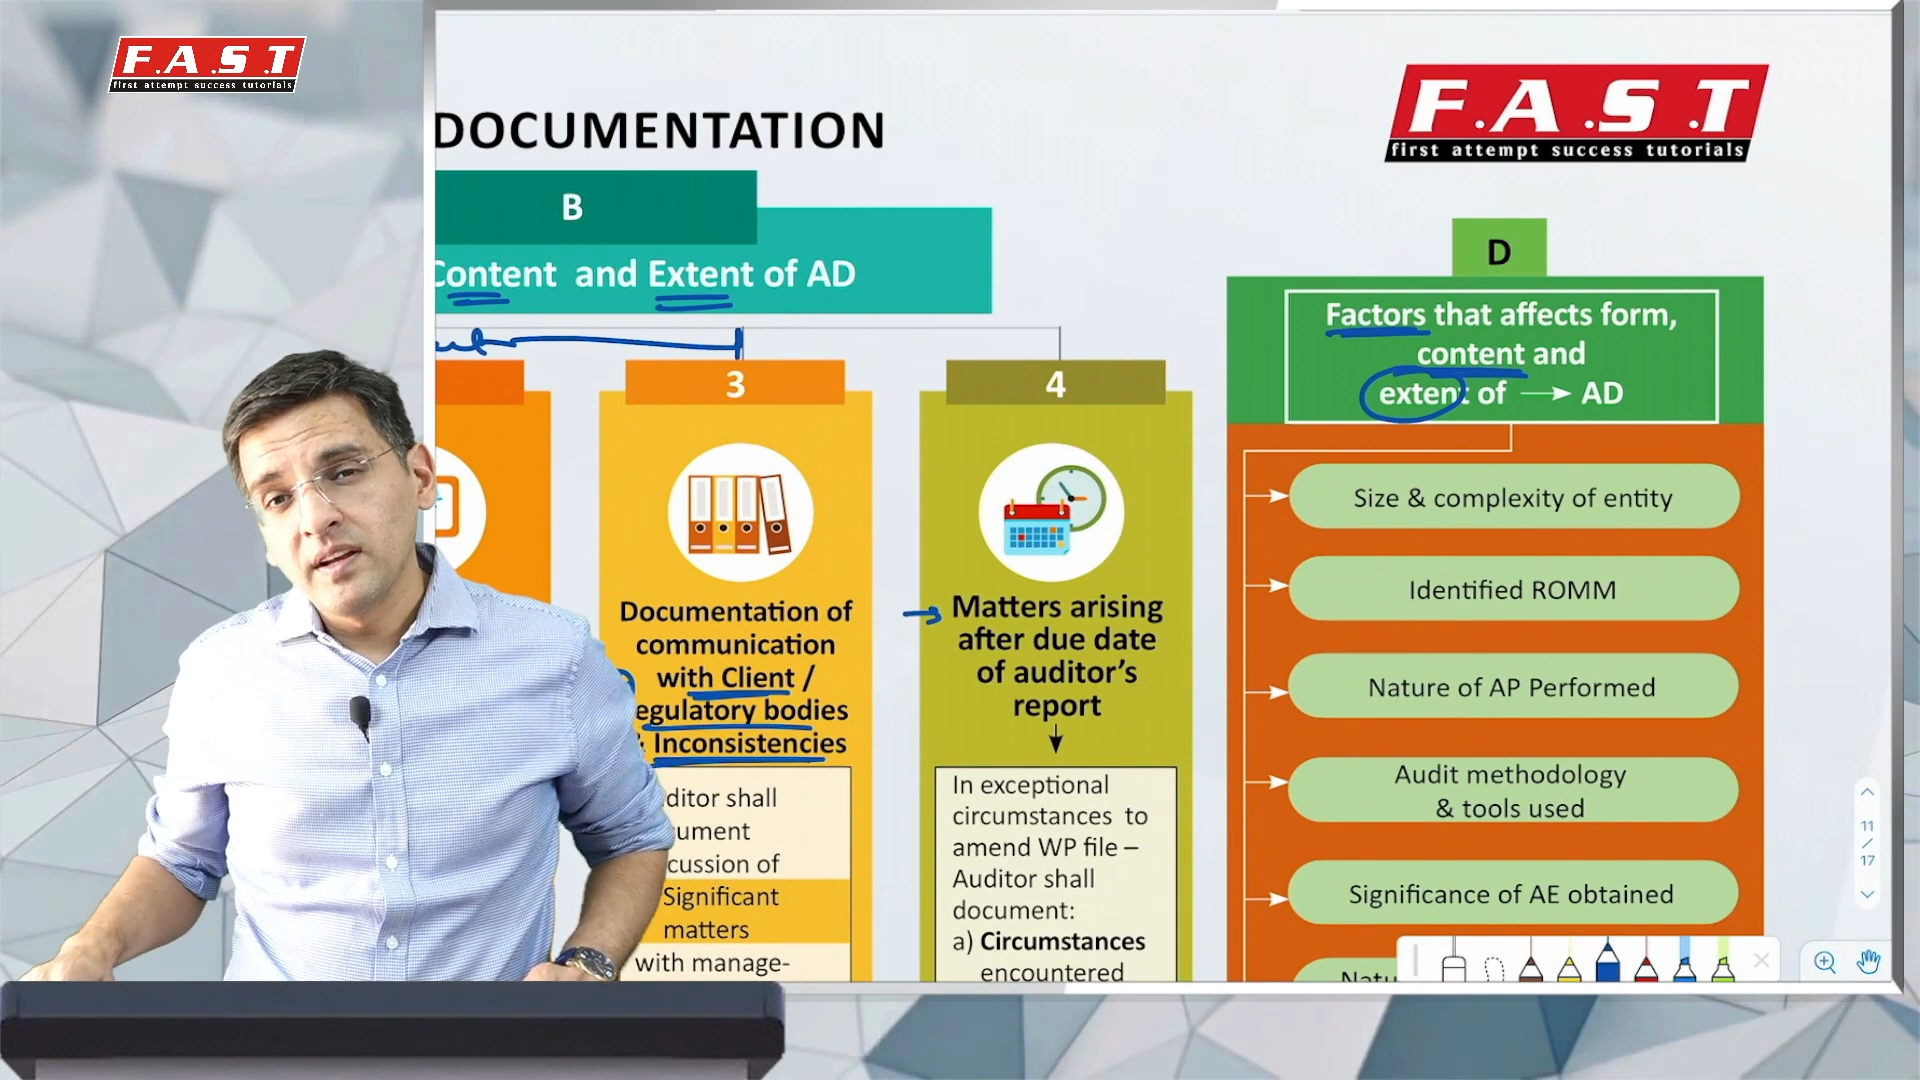 F.A.S.T
first attempt success tutorials
F.A.S.T
first attempt success tutorials
DOCUMENTATION
B
Content and Extent of AD
3
Documentation of
communication
with Client /
egulatory bodies
Inconsistencies
ditor shall
ument
cussion of
Significant
matters
with manage-
4
Matters arising
after due date
of auditor's
report
In exceptional
circumstances to
amend WP file –
Auditor shall
document:
a) Circumstances
encountered
D
Factors that affects form,
content and
extent of → AD
Size & complexity of entity
Identified ROMM
Nature of AP Performed
Audit methodology
& tools used
Significance of AE obtained
Natu
11
/
17